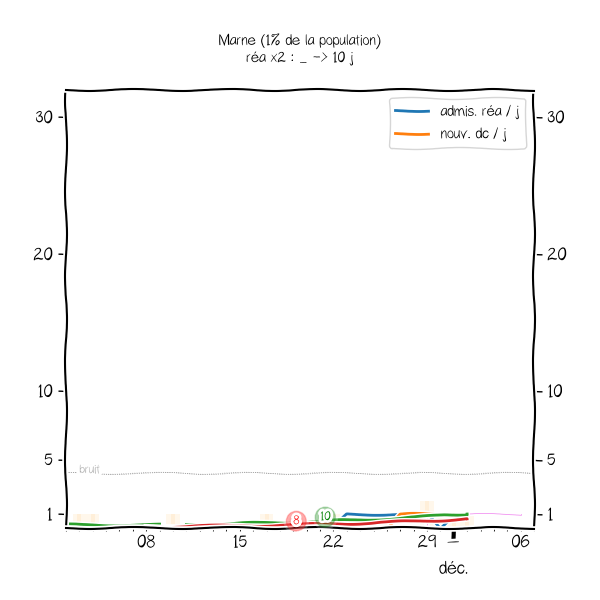 Marne (1% de la population)
réa x2 : _ -> 10 j
admis. réa / j
nouv. dc / j
30
30
20
20
10
10
5
5
bruit
1
1
8
10
08
15
22
29
06
déc.